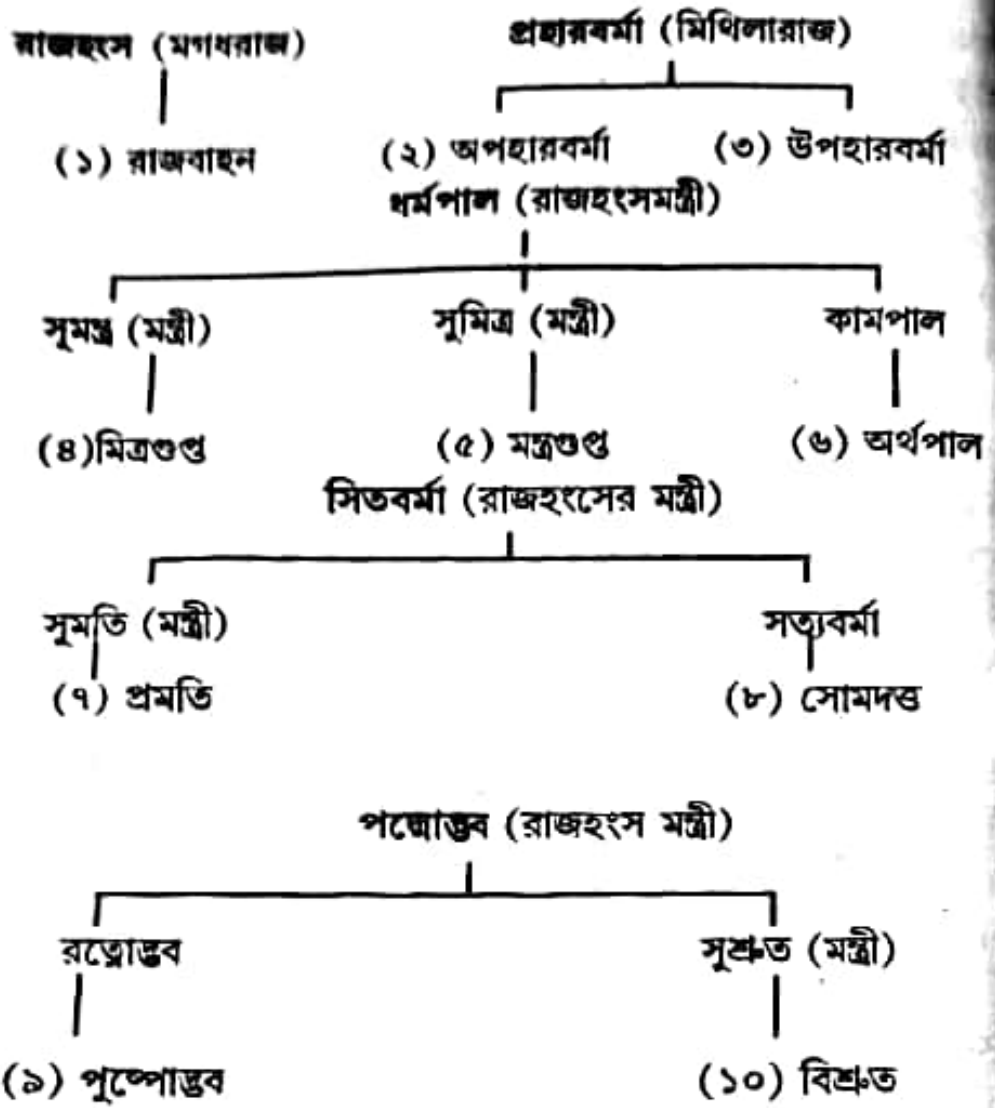 রাজহংস (মগধরাজ) প্রহারবর্মা (মিথিলারাজ)
(১) রাজবাহন (২) অপহারবর্মা (৩) উপহারবর্মা
ধর্মপাল (রাজহংসমন্ত্রী)
সুমন্ত্র (মন্ত্রী) সুমিত্র (মন্ত্রী) কামপাল
(৪)মিত্রগুপ্ত (৫) মন্ত্রগুপ্ত (৬) অর্থপাল
সিতবর্মা (রাজহংসের মন্ত্রী)
সুমতি (মন্ত্রী) সত্যবর্মা
(৭) প্রমতি (৮) সোমদত্ত
পদ্মোদ্ভব (রাজহংস মন্ত্রী)
রত্নোদ্ভব সুশ্রুত (মন্ত্রী)
(৯) পুষ্পোদ্ভব (১০) বিশ্রুত